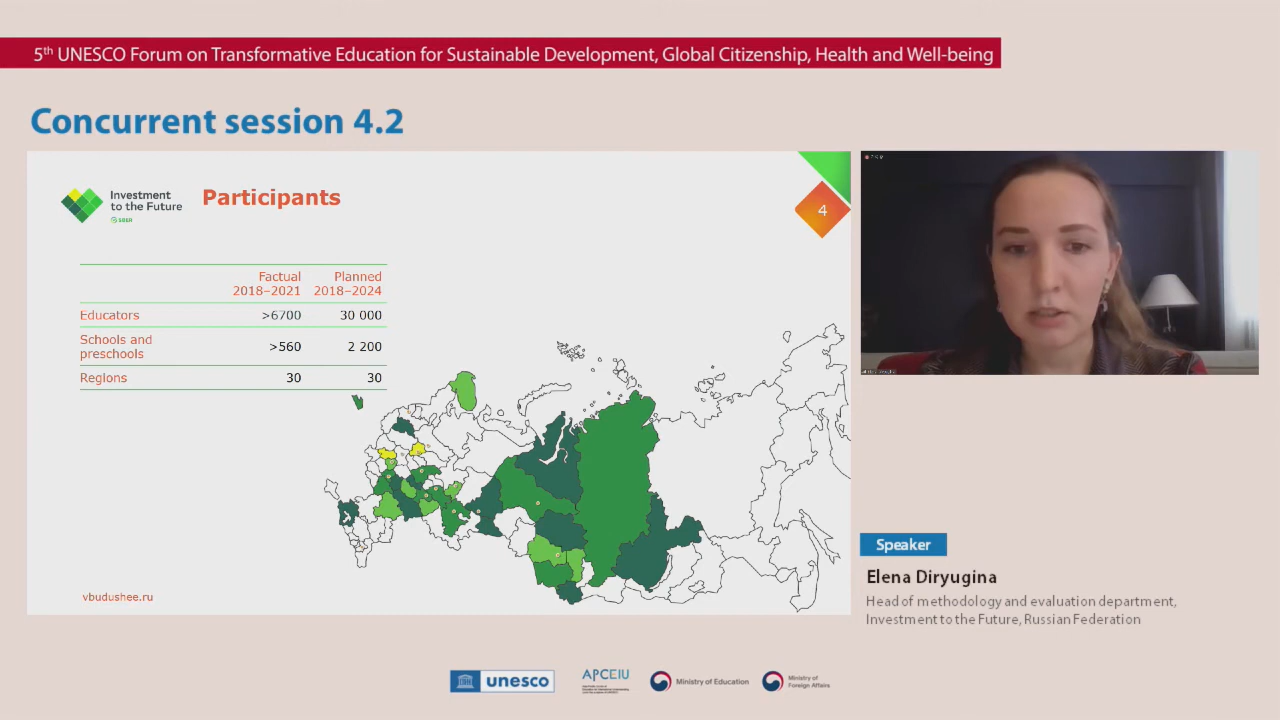 5th UNESCO Forum on Transformative Education for Sustainable Development, Global Citizenship, Health and Well-being
Concurrent session 4.2
Investment
to the Future
SBER
Participants
4
Factual
2018–2021
Planned
2018–2024
Educators >6700 30 000
Schools and
preschools >560 2 200
Regions 30 30
vbudushee.ru
Speaker
Elena Diryugina
Head of methodology and evaluation department,
Investment to the Future, Russian Federation
unesco
APCEIU
Ministry of Education
Ministry of
Foreign Affairs